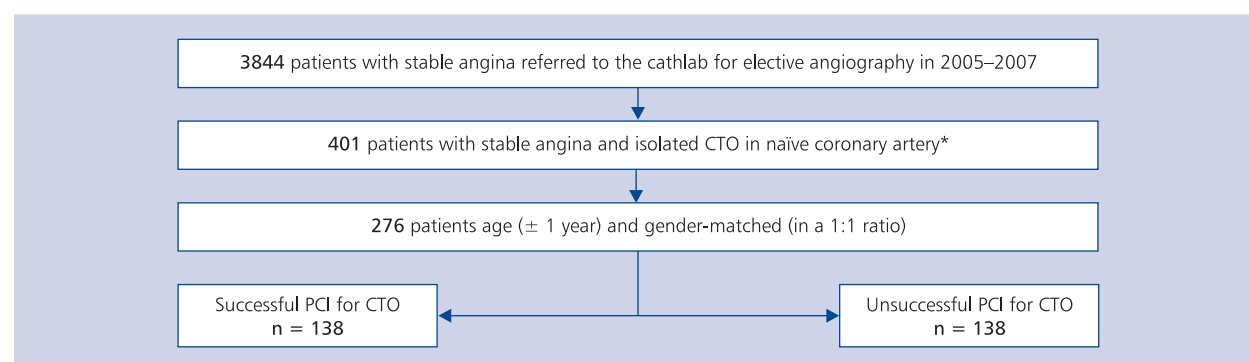 3844 patients with stable angina referred to the cathlab for elective angiography in 2005–2007
401 patients with stable angina and isolated CTO in naïve coronary artery*
276 patients age (± 1 year) and gender-matched (in a 1:1 ratio)
Successful PCI for CTO
n = 138
Unsuccessful PCI for CTO
n = 138